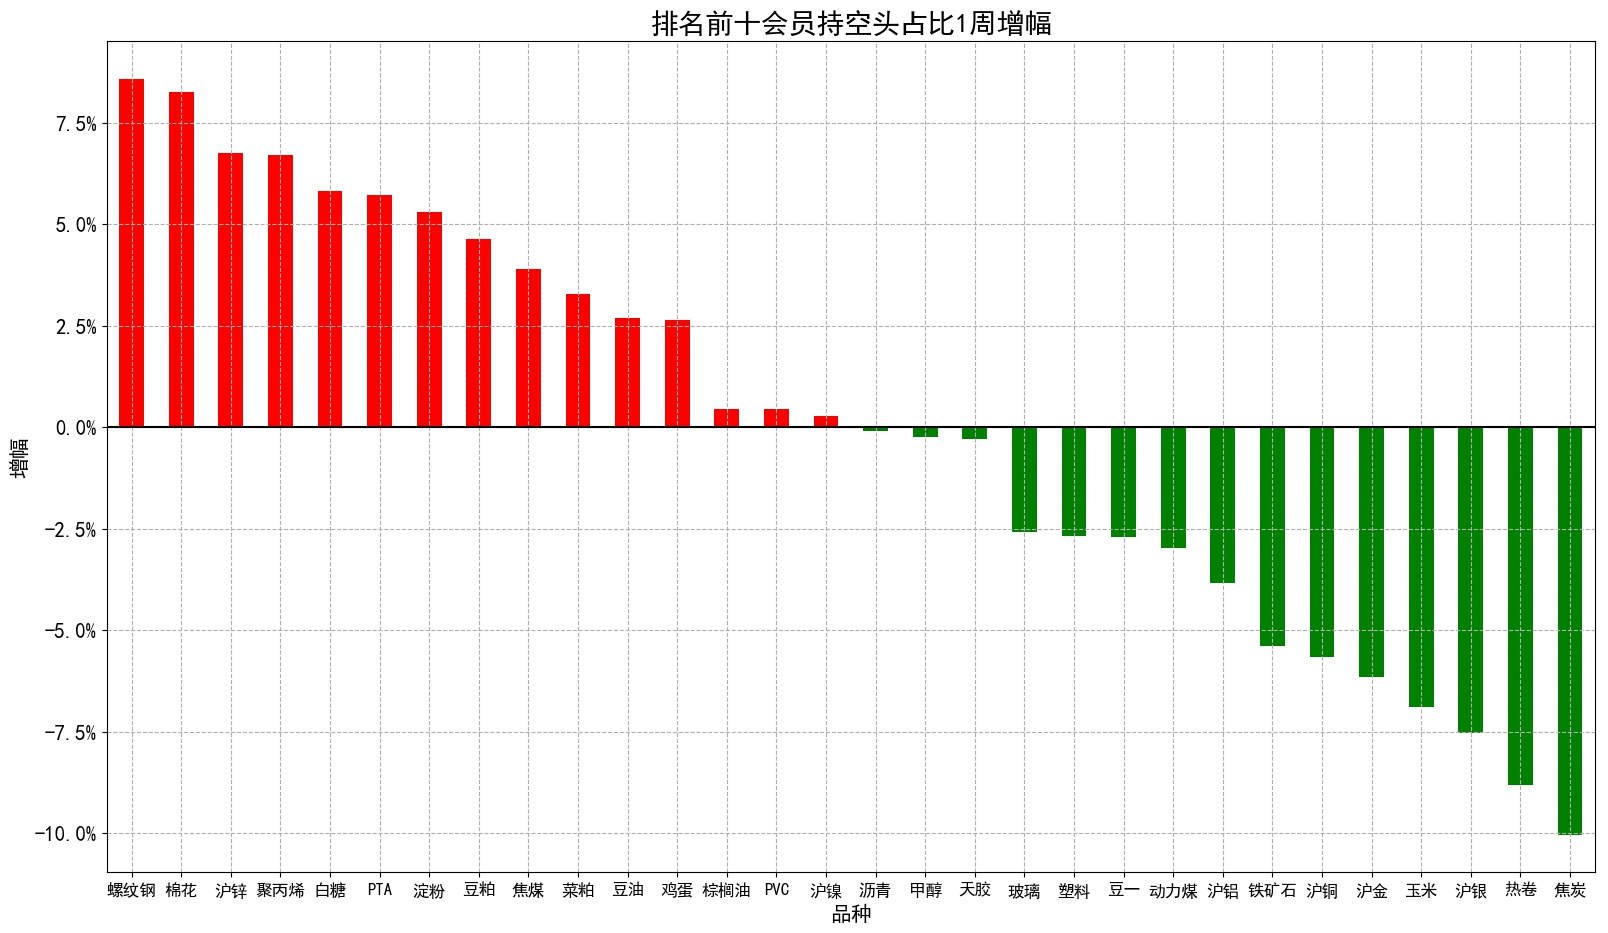 排名前十会员持空头占比1周增幅
7.5%
5.0%
2.5%
0.0%
−2.5%
−5.0%
−7.5%
−10.0%
增幅
螺纹钢 棉花 沪锌 聚丙烯 白糖 PTA 淀粉 豆粕 焦煤 菜粕 豆油 鸡蛋 棕榈油 PVC 沪镍 沥青 甲醇 天胶 玻璃 塑料 豆一 动力煤 沪铝 铁矿石 沪铜 沪金 玉米 沪银 热卷 焦炭
品种